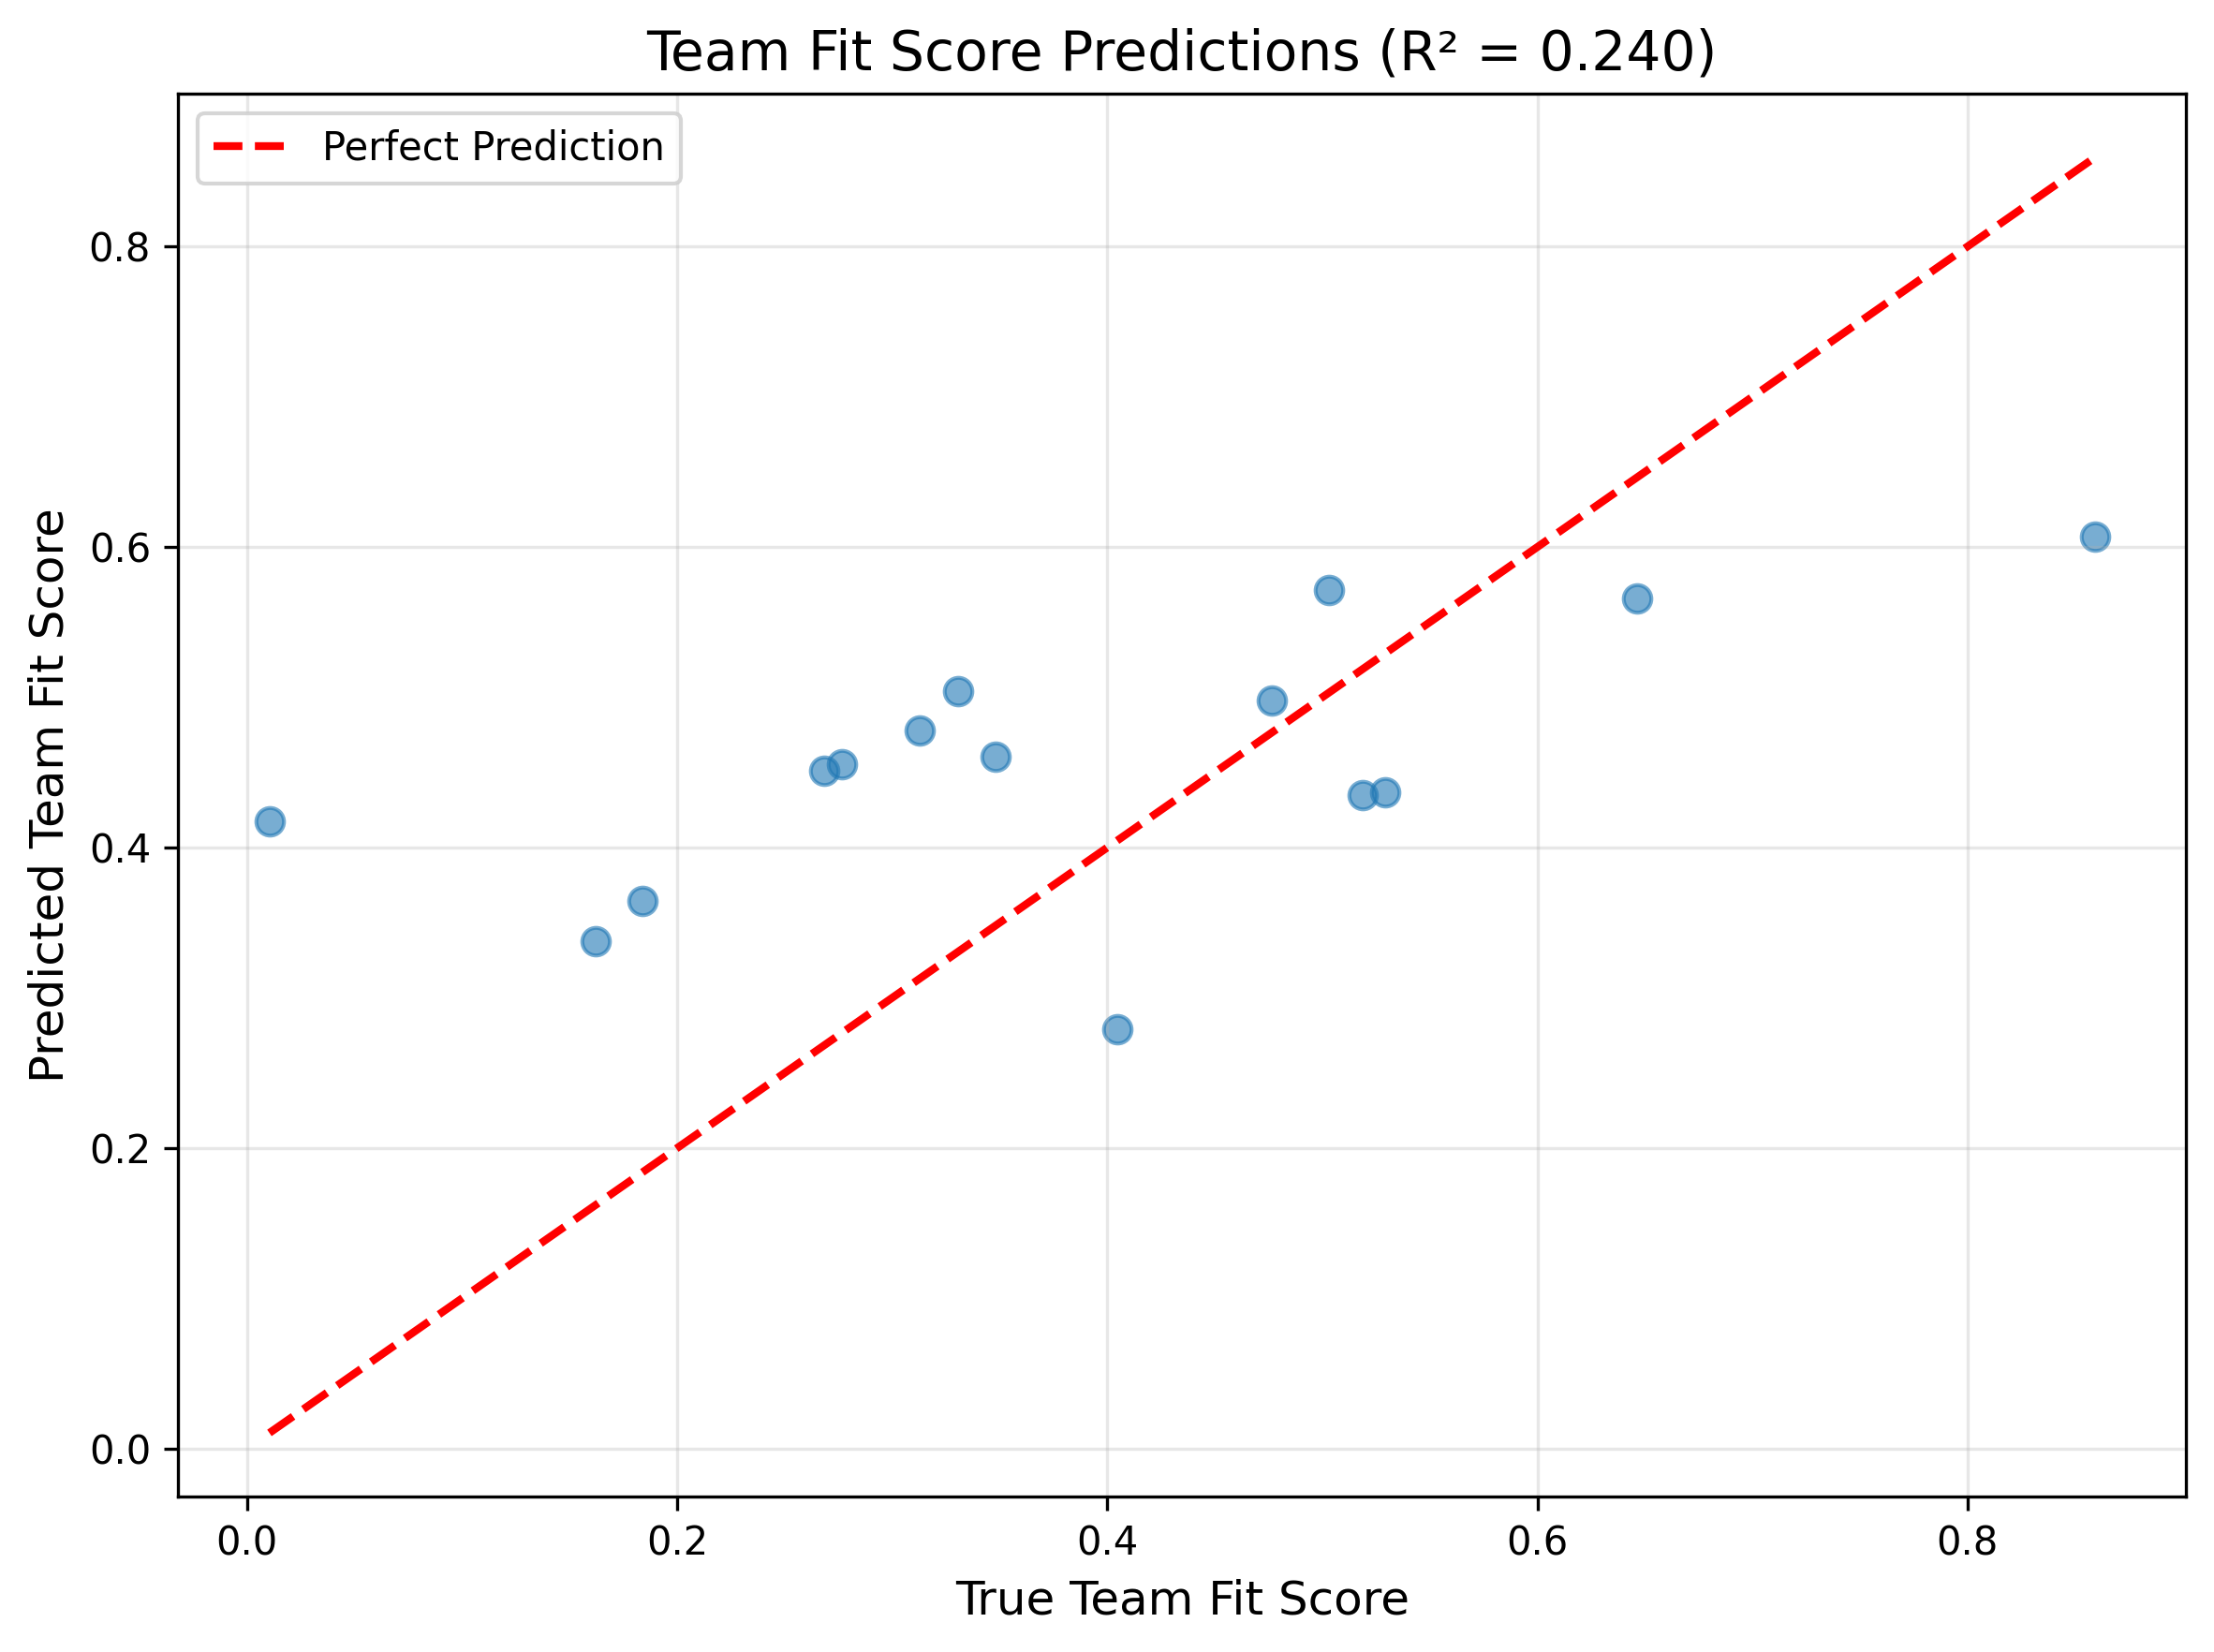 Team Fit Score Predictions (R² = 0.240)
Perfect Prediction
Predicted Team Fit Score
0.8
0.6
0.4
0.2
0.0
0.0 0.2 0.4 0.6 0.8
True Team Fit Score